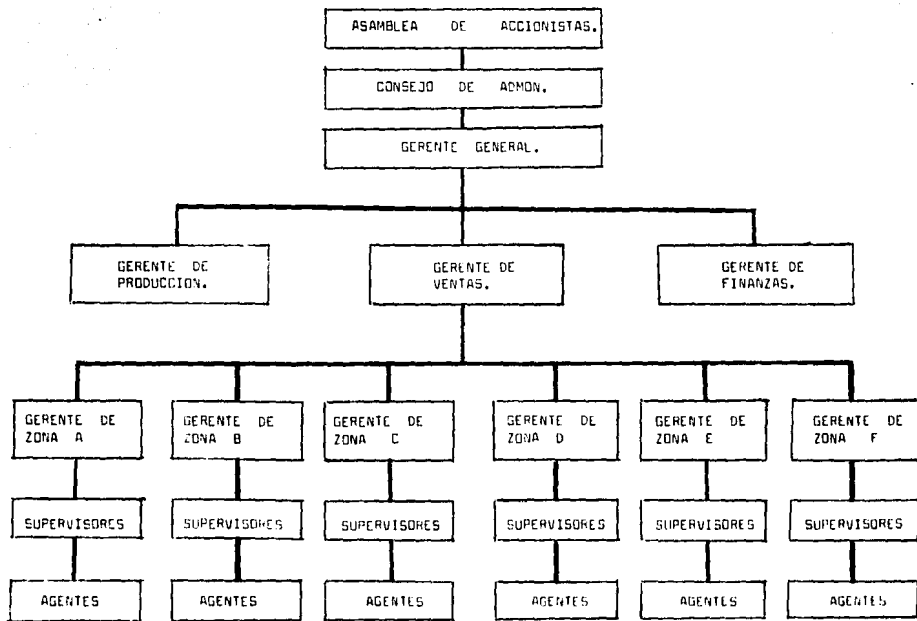 ASAMBLEA DE ACCIONISTAS.
CONSEJO DE ADMON.
GERENTE GENERAL.
GERENTE DE
PRODUCCION.
GERENTE DE
VENTAS.
GERENTE DE
FINANZAS.
GERENTE DE
ZONA A
GERENTE DE
ZONA B
GERENTE DE
ZONA C
GERENTE DE
ZONA D
GERENTE DE
ZONA E
GERENTE DE
ZONA F
SUPERVISORES
SUPERVISORES
SUPERVISORES
SUPERVISORES
SUPERVISORES
SUPERVISORES
AGENTES
AGENTES
AGENTES
AGENTES
AGENTES
AGENTES